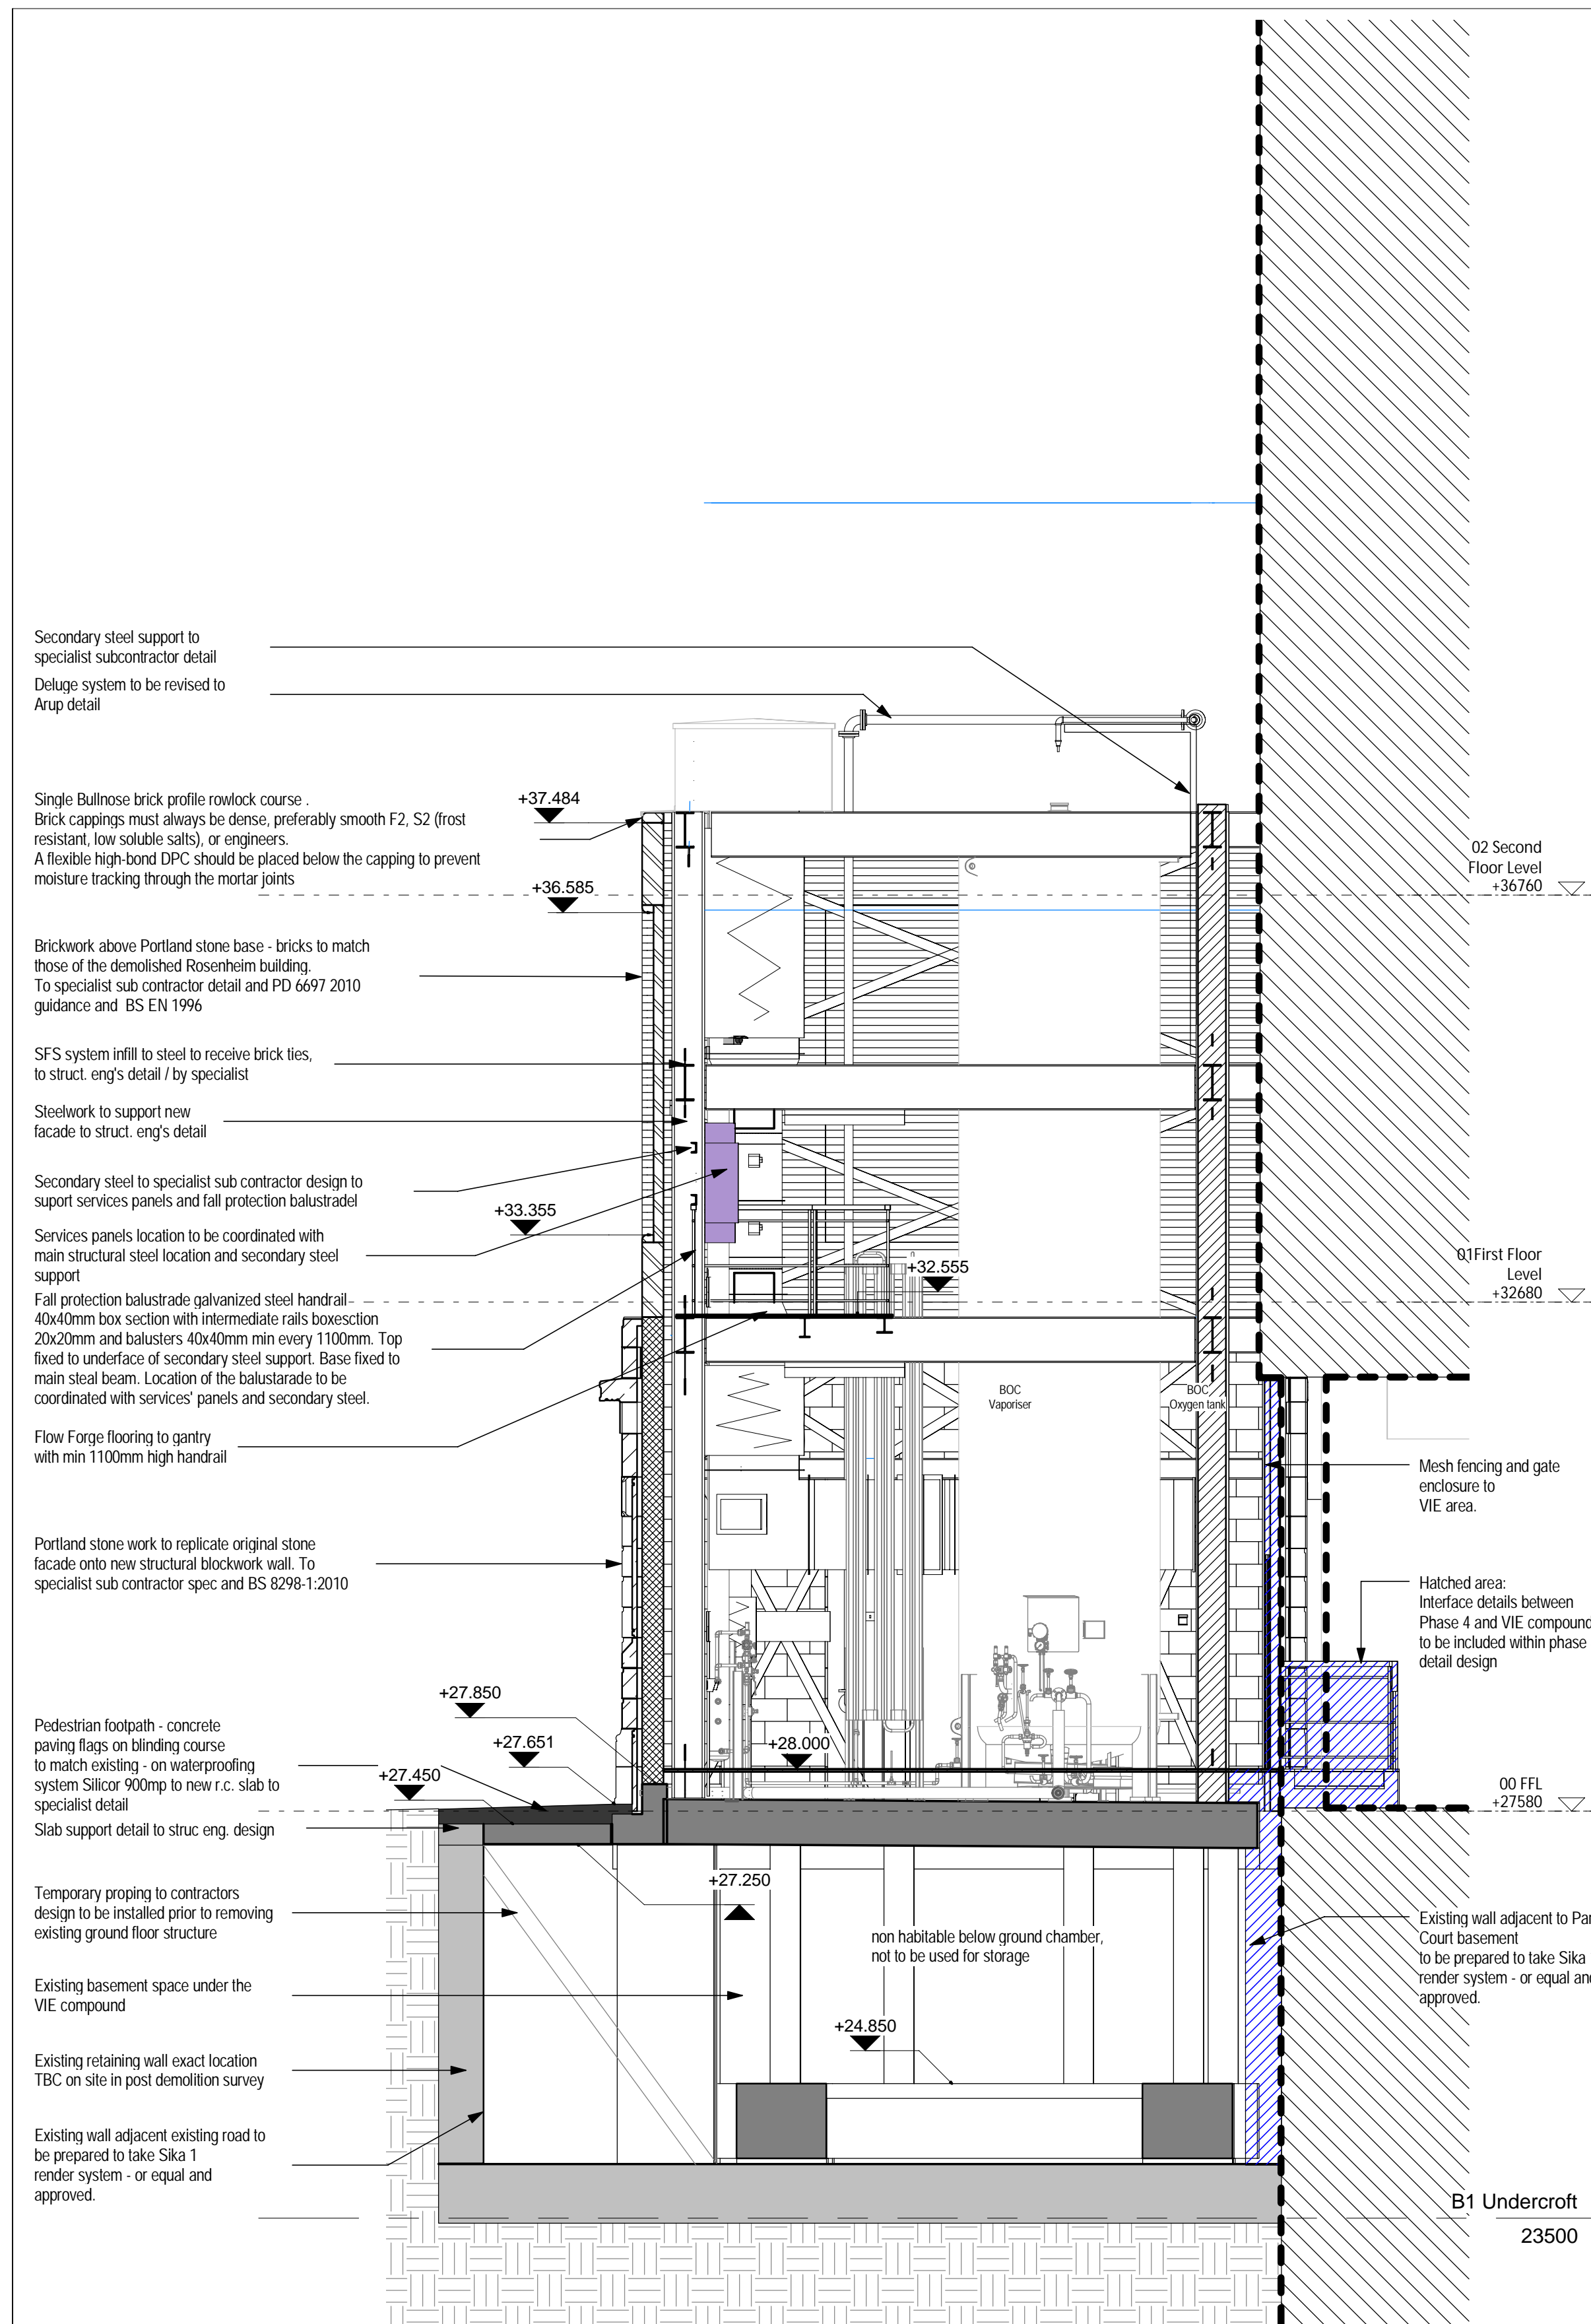 Secondary steel support to
specialist subcontractor detail
Deluge system to be revised to
Arup detail
Single Bullnose brick profile rowlock course .
Brick cappings must always be dense, preferably smooth F2, S2 (frost
resistant, low soluble salts), or engineers.
A flexible high-bond DPC should be placed below the capping to prevent
moisture tracking through the mortar joints
+37.484
+36.585
02 Second
Floor Level
+36760
Brickwork above Portland stone base - bricks to match
those of the demolished Rosenheim building.
To specialist sub contractor detail and PD 6697 2010
guidance and BS EN 1996
SFS system infill to steel to receive brick ties,
to struct. eng's detail / by specialist
Steelwork to support new
facade to struct. eng's detail
Secondary steel to specialist sub contractor design to
suport services panels and fall protection balustradel
+33.355
Services panels location to be coordinated with
main structural steel location and secondary steel
support
+32.555
01First Floor
Level
+32680
Fall protection balustrade galvanized steel handrail
40x40mm box section with intermediate rails boxesction
20x20mm and balusters 40x40mm min every 1100mm. Top
fixed to underface of secondary steel support. Base fixed to
main steal beam. Location of the balustarade to be
coordinated with services' panels and secondary steel.
BOC
Vaporiser
BOC
Oxygen tank
Flow Forge flooring to gantry
with min 1100mm high handrail
Mesh fencing and gate
enclosure to
VIE area.
Portland stone work to replicate original stone
facade onto new structural blockwork wall. To
specialist sub contractor spec and BS 8298-1:2010
Hatched area:
Interface details between
Phase 4 and VIE compound
to be included within phase
detail design
+27.850
+27.651
+27.450
+28.000
Pedestrian footpath - concrete
paving flags on blinding course
to match existing - on waterproofing
system Silicor 900mp to new r.c. slab to
specialist detail
00 FFL
+27580
Slab support detail to struc eng. design
+27.250
Temporary proping to contractors
design to be installed prior to removing
existing ground floor structure
non habitable below ground chamber,
not to be used for storage
Existing wall adjacent to Par
Court basement
to be prepared to take Sika
render system - or equal and
approved.
Existing basement space under the
VIE compound
+24.850
Existing retaining wall exact location
TBC on site in post demolition survey
Existing wall adjacent existing road to
be prepared to take Sika 1
render system - or equal and
approved.
B1 Undercroft
23500